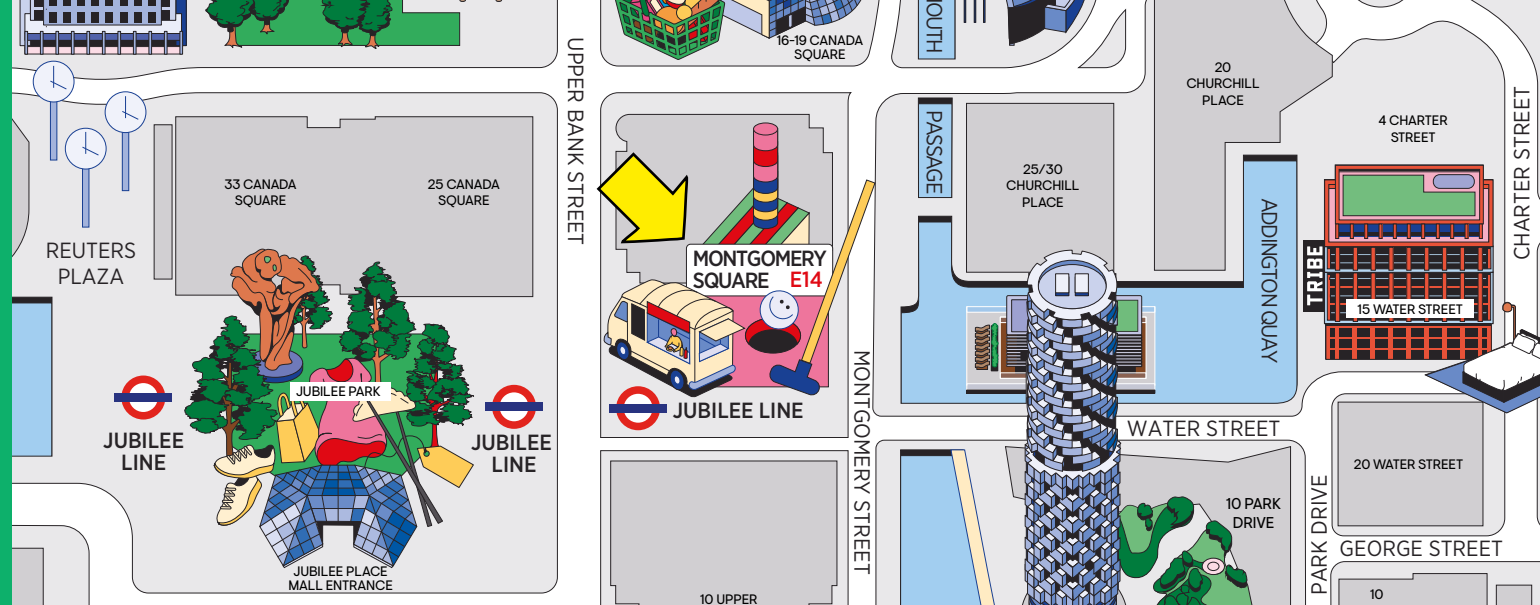 16-19 CANADA
SQUARE
MOUTH
UPPER BANK STREET
20
CHURCHILL
PLACE
4 CHARTER
STREET
CHARTER STREET
PASSAGE
33 CANADA
SQUARE
25 CANADA
SQUARE
25/30
CHURCHILL
PLACE
REUTERS
PLAZA
MONTGOMERY
SQUARE E14
ADDINGTON QUAY
TRIBE
15 WATER STREET
JUBILEE PARK
JUBILEE
LINE
JUBILEE
LINE
JUBILEE LINE
MONTGOMERY STREET
WATER STREET
20 WATER STREET
10 PARK
DRIVE
PARK DRIVE
GEORGE STREET
JUBILEE PLACE
MALL ENTRANCE
10 UPPER
10